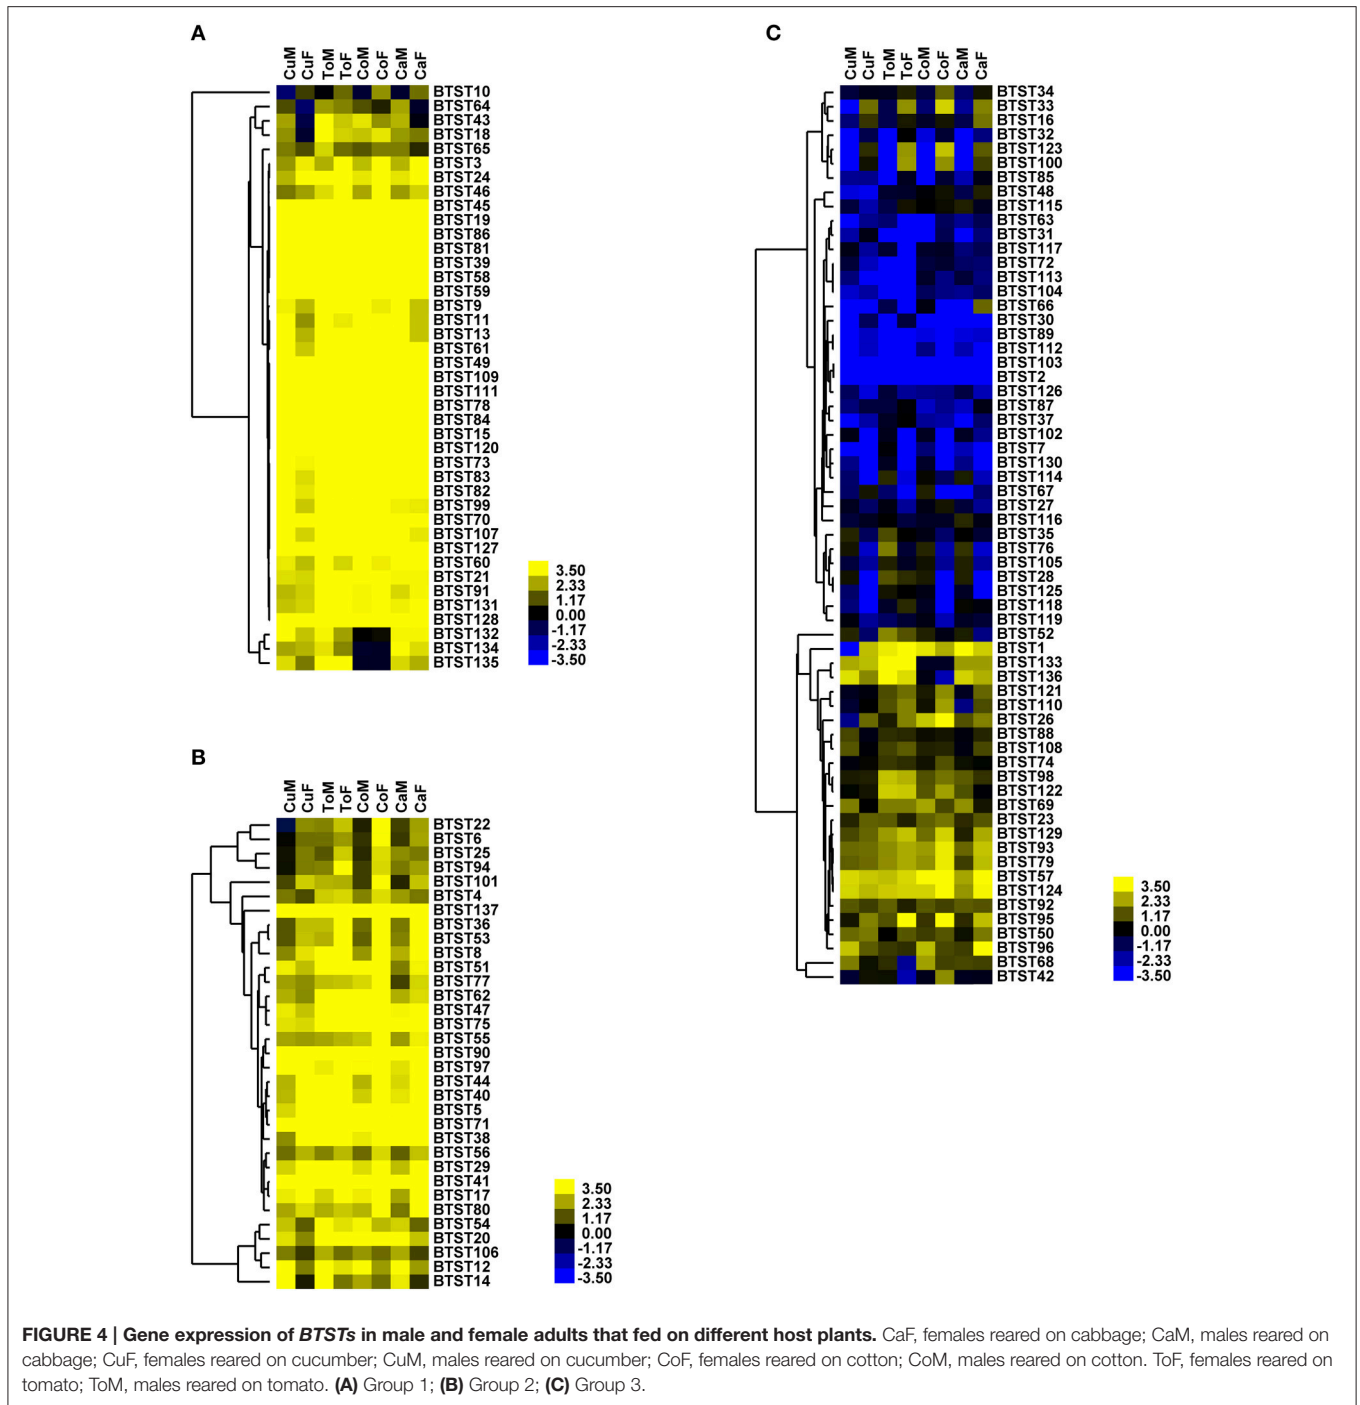 A
CuM CuF ToM ToF CoM CoF CaM CaF
BTST10
BTST64
BTST43
BTST18
BTST65
BTST3
BTST24
BTST46
BTST45
BTST19
BTST86
BTST81
BTST39
BTST58
BTST59
BTST9
BTST11
BTST13
BTST61
BTST49
BTST109
BTST111
BTST78
BTST84
BTST15
BTST120
BTST73
BTST83
BTST82
BTST99
BTST70
BTST107
BTST127
BTST60
BTST21
BTST91
BTST131
BTST128
BTST132
BTST134
BTST135
3.50
2.33
1.17
0.00
-1.17
-2.33
-3.50
B
CuM CuF ToM ToF CoM CoF CaM CaF
BTST22
BTST6
BTST25
BTST94
BTST101
BTST4
BTST137
BTST36
BTST53
BTST8
BTST51
BTST77
BTST62
BTST47
BTST75
BTST55
BTST90
BTST97
BTST44
BTST40
BTST5
BTST71
BTST38
BTST56
BTST29
BTST41
BTST17
BTST80
BTST54
BTST20
BTST106
BTST12
BTST14
3.50
2.33
1.17
0.00
-1.17
-2.33
-3.50
C
CuM CuF ToM ToF CoM CoF CaM CaF
BTST34
BTST33
BTST16
BTST32
BTST123
BTST100
BTST85
BTST48
BTST115
BTST63
BTST31
BTST117
BTST72
BTST113
BTST104
BTST66
BTST30
BTST89
BTST112
BTST103
BTST2
BTST126
BTST87
BTST37
BTST102
BTST7
BTST130
BTST114
BTST67
BTST27
BTST116
BTST35
BTST76
BTST105
BTST28
BTST125
BTST118
BTST119
BTST52
BTST1
BTST133
BTST136
BTST121
BTST110
BTST26
BTST88
BTST108
BTST74
BTST98
BTST122
BTST69
BTST23
BTST129
BTST93
BTST79
BTST57
BTST124
BTST92
BTST95
BTST50
BTST96
BTST68
BTST42
3.50
2.33
1.17
0.00
-1.17
-2.33
-3.50
FIGURE 4 | Gene expression of BTSTs in male and female adults that fed on different host plants. CaF, females reared on cabbage; CaM, males reared on
cabbage; CuF, females reared on cucumber; CuM, males reared on cucumber; CoF, females reared on cotton; CoM, males reared on cotton. ToF, females reared on
tomato; ToM, males reared on tomato. (A) Group 1; (B) Group 2; (C) Group 3.